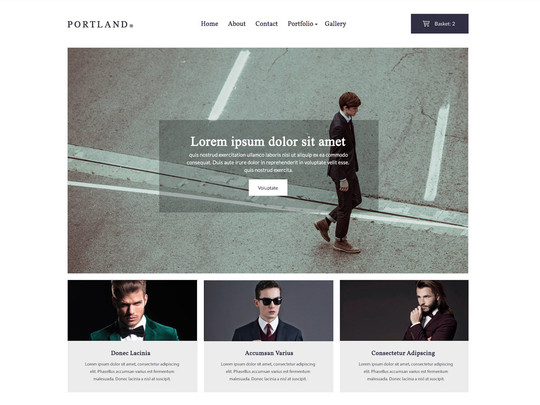 PORTLAND®
Home About Contact Portfolio Gallery
Basket: 2
Lorem ipsum dolor sit amet
quis nostrud exercitation ullamco laboris nisi ut aliquip ex ea commodo
consequat. Duis aute irure dolor in reprehenderit in voluptate velit esse.
quis nostrud exercita.
Voluptate
Donec Lacinia
Lorem ipsum dolor sit amet, consectetur adipiscing
elit. Phasellus accumsan varius est fermentum
malesuada. Donec lacinia a nisl at suscipit.
Accumsan Varius
Lorem ipsum dolor sit amet, consectetur adipiscing
elit. Phasellus accumsan varius est fermentum
malesuada. Donec lacinia a nisl at suscipit.
Consectetur Adipscing
Lorem ipsum dolor sit amet, consectetur adipiscing
elit. Phasellus accumsan varius est fermentum
malesuada. Donec lacinia a nisl at suscipit.